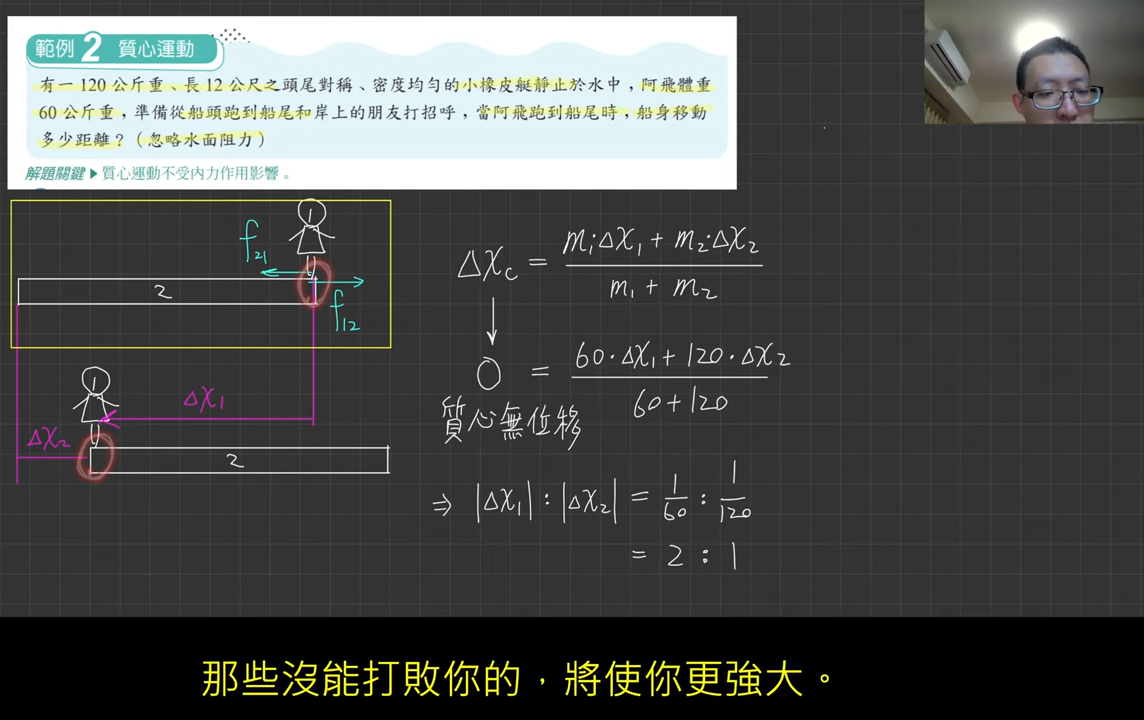 範例 2 質心運動
有一 120 公斤重、長 12 公尺之頭尾對稱、密度均勻的小橡皮艇靜止於水中，阿飛體重
60 公斤重，準備從船頭跑到船尾和岸上的朋友打招呼，當阿飛跑到船尾時，船身移動
多少距離？（忽略水面阻力）
解題關鍵▶質心運動不受內力作用影響。
1
f₂₁
2
f₁₂
1
ΔX₁
ΔX₂
2
ΔX_C = (m₁·ΔX₁ + m₂·ΔX₂) / (m₁ + m₂)
↓
0 = (60·ΔX₁ + 120·ΔX₂) / (60 + 120)
質心無位移
⇒ |ΔX₁| : |ΔX₂| = 1/60 : 1/120
= 2 : 1
那些沒能打敗你的，將使你更強大。